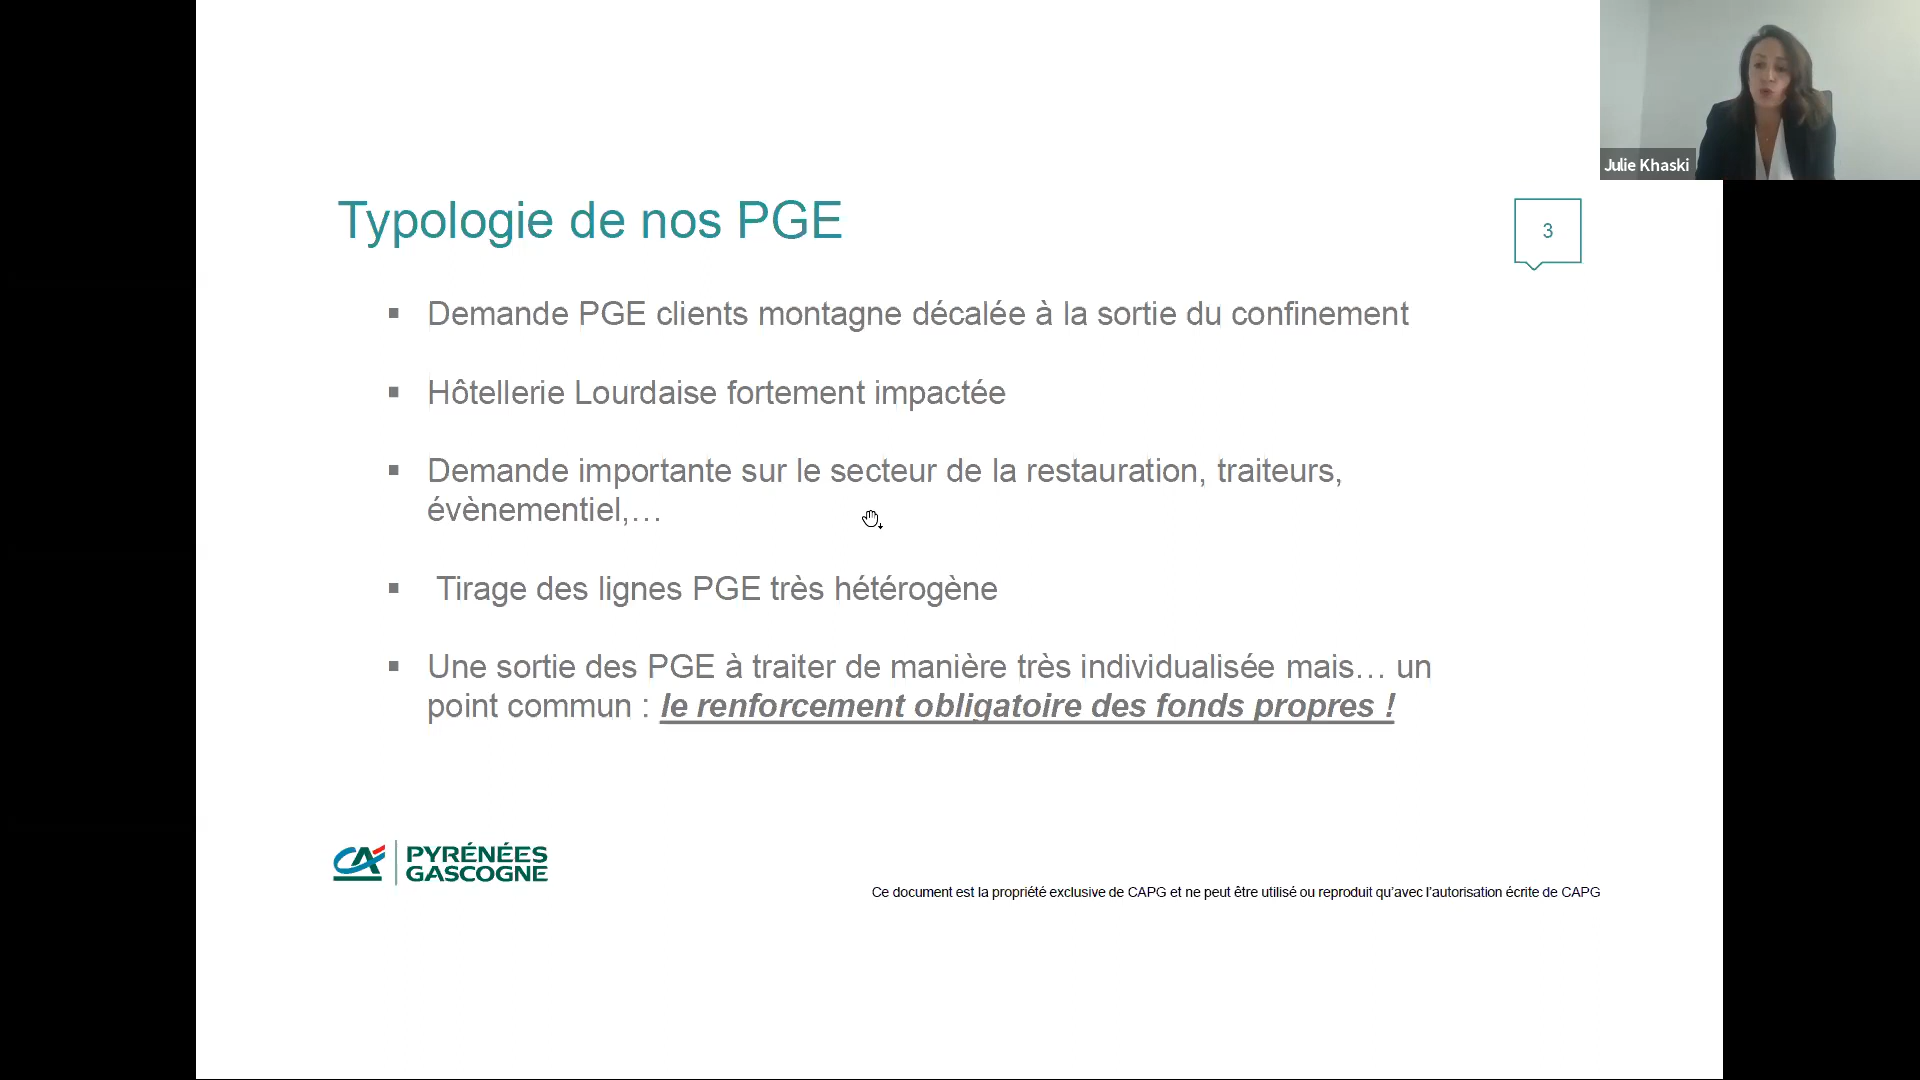 Julie Khaski
Typologie de nos PGE
3
▪ Demande PGE clients montagne décalée à la sortie du confinement
▪ Hôtellerie Lourdaise fortement impactée
▪ Demande importante sur le secteur de la restauration, traiteurs,
évènementiel,…
▪ Tirage des lignes PGE très hétérogène
▪ Une sortie des PGE à traiter de manière très individualisée mais… un
point commun : le renforcement obligatoire des fonds propres !
CA PYRÉNÉES
GASCOGNE
Ce document est la propriété exclusive de CAPG et ne peut être utilisé ou reproduit qu’avec l’autorisation écrite de CAPG